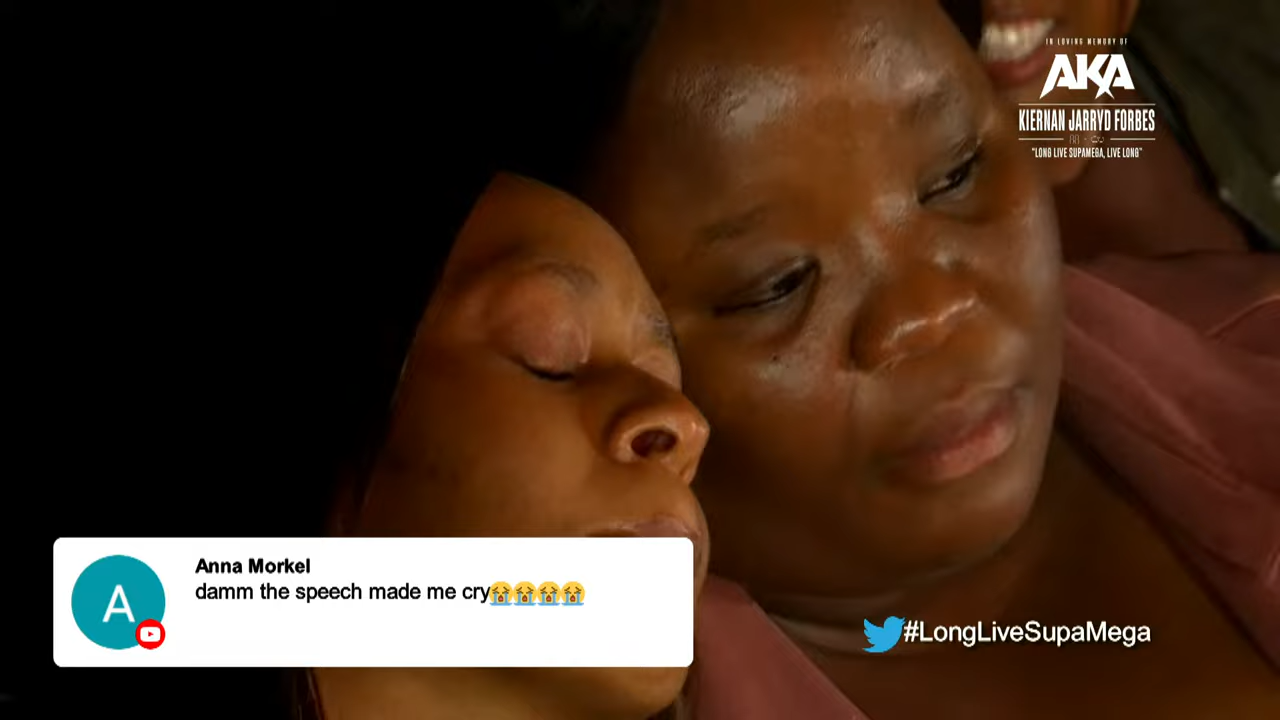 IN LOVING MEMORY OF
AKA
KIERNAN JARRYD FORBES
"LONG LIVE SUPAMEGA, LIVE LONG"
Anna Morkel
damm the speech made me cry😭😭😭😭
A
#LongLiveSupaMega